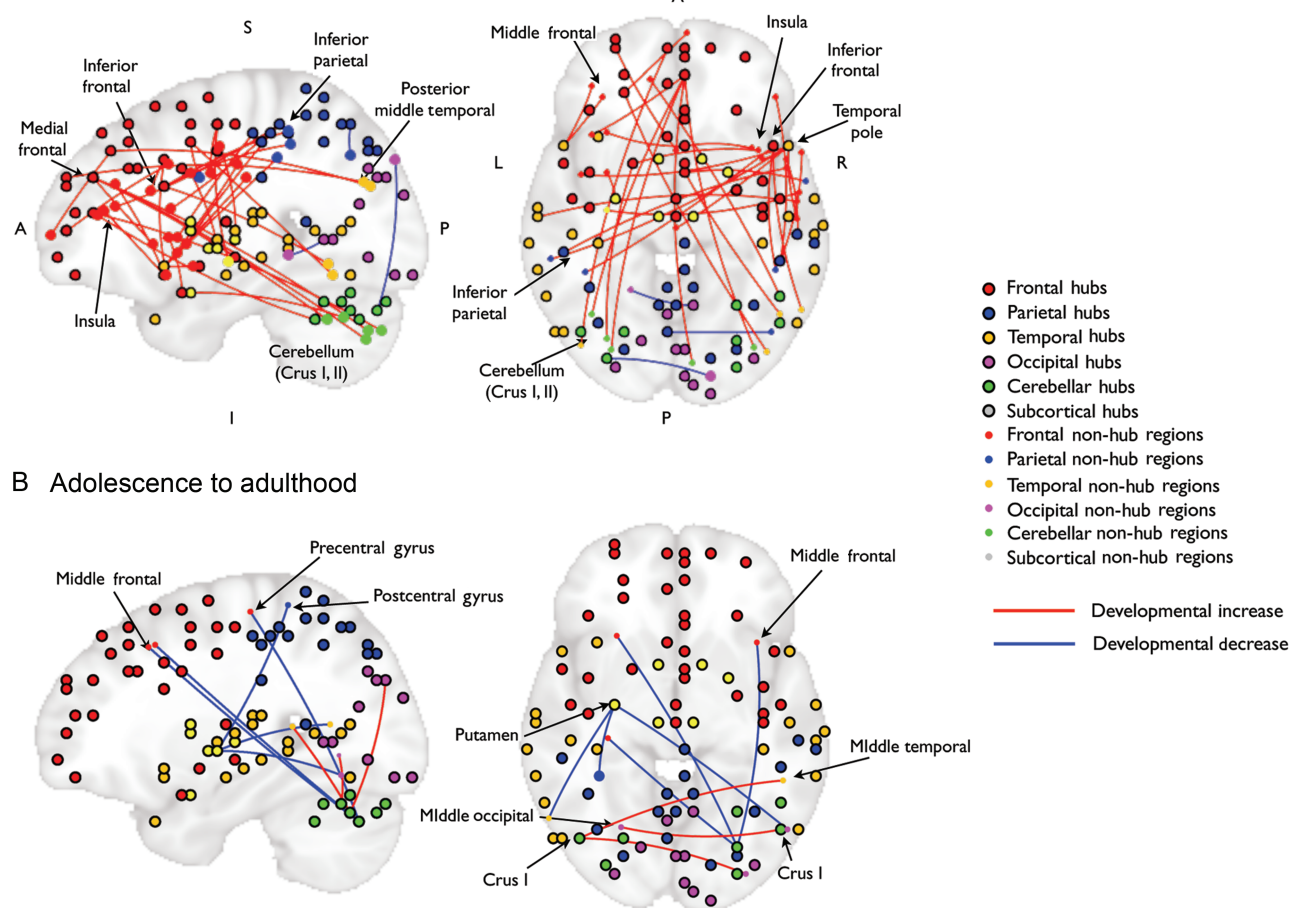 A
S
Inferior
parietal
Inferior
frontal
Posterior
middle temporal
Medial
frontal
A
P
Insula
Cerebellum
(Crus I, II)
I
Middle frontal
Insula
Inferior
frontal
Temporal
pole
L
R
Inferior
parietal
Cerebellum
(Crus I, II)
P
Frontal hubs
Parietal hubs
Temporal hubs
Occipital hubs
Cerebellar hubs
Subcortical hubs
Frontal non-hub regions
Parietal non-hub regions
Temporal non-hub regions
Occipital non-hub regions
Cerebellar non-hub regions
Subcortical non-hub regions
Developmental increase
Developmental decrease
B Adolescence to adulthood
Precentral gyrus
Middle frontal
Postcentral gyrus
Middle frontal
Putamen
MIddle temporal
MIddle occipital
Crus I
Crus I